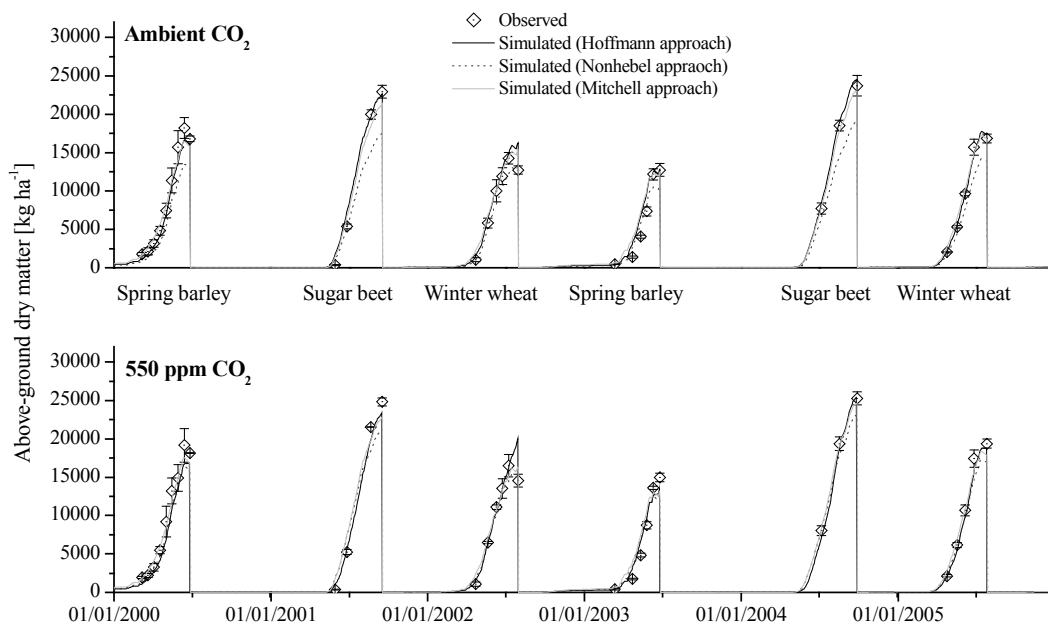 Observed
Simulated (Hoffmann approach)
Simulated (Nonhebel appraoch)
Simulated (Mitchell approach)
Above-ground dry matter [kg ha⁻¹]
Ambient CO₂
30000
25000
20000
15000
10000
5000
0
Spring barley Sugar beet Winter wheat Spring barley Sugar beet Winter wheat
550 ppm CO₂
30000
25000
20000
15000
10000
5000
0
01/01/2000 01/01/2001 01/01/2002 01/01/2003 01/01/2004 01/01/2005